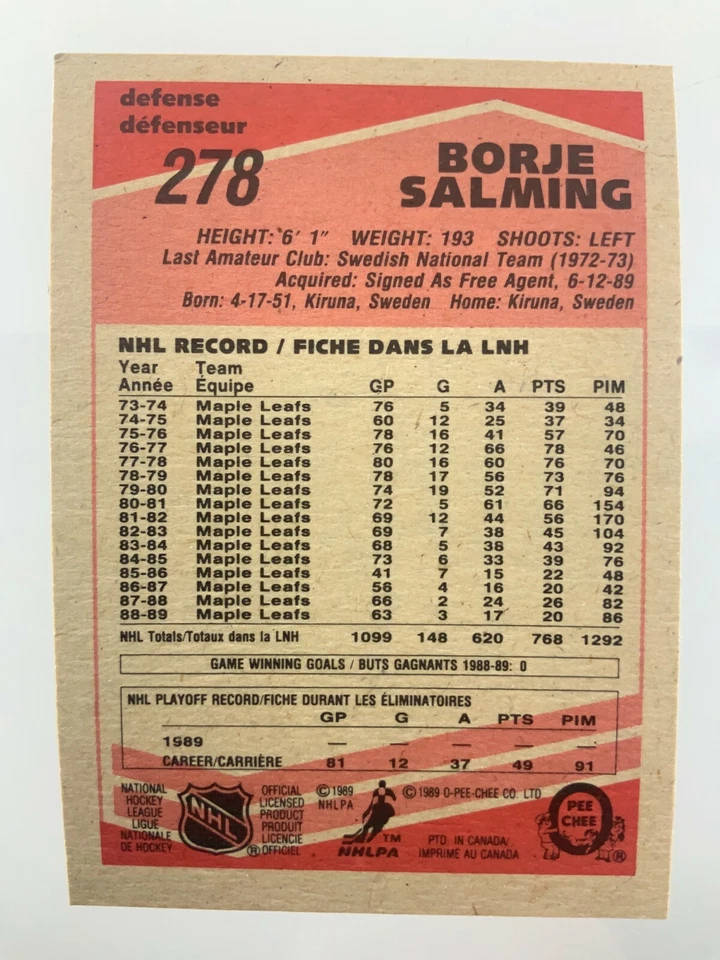 defense
défenseur
278
BORJE
SALMING
HEIGHT: 6' 1" WEIGHT: 193 SHOOTS: LEFT
Last Amateur Club: Swedish National Team (1972-73)
Acquired: Signed As Free Agent, 6-12-89
Born: 4-17-51, Kiruna, Sweden Home: Kiruna, Sweden
NHL RECORD / FICHE DANS LA LNH
Year Team
Année Équipe GP G A PTS PIM
73-74 Maple Leafs 76 5 34 39 48
74-75 Maple Leafs 60 12 25 37 34
75-76 Maple Leafs 78 16 41 57 70
76-77 Maple Leafs 76 12 66 78 46
77-78 Maple Leafs 80 16 60 76 70
78-79 Maple Leafs 78 17 56 73 76
79-80 Maple Leafs 74 19 52 71 94
80-81 Maple Leafs 72 5 61 66 154
81-82 Maple Leafs 69 12 44 56 170
82-83 Maple Leafs 69 7 38 45 104
83-84 Maple Leafs 68 5 38 43 92
84-85 Maple Leafs 73 6 33 39 76
85-86 Maple Leafs 41 7 15 22 48
86-87 Maple Leafs 56 4 16 20 42
87-88 Maple Leafs 66 2 24 26 82
88-89 Maple Leafs 63 3 17 20 86
NHL Totals/Totaux dans la LNH 1099 148 620 768 1292
GAME WINNING GOALS / BUTS GAGNANTS 1988-89: 0
NHL PLAYOFF RECORD/FICHE DURANT LES ÉLIMINATOIRES
GP G A PTS PIM
1989 — — — — —
CAREER/CARRIÈRE 81 12 37 49 91
NATIONAL
HOCKEY
LEAGUE
LIGUE
NATIONALE
DE HOCKEY
NHL
®
OFFICIAL
LICENSED
PRODUCT
PRODUIT
LICENCIE
OFFICIEL
© 1989
NHLPA
TM
NHLPA
© 1989 O-PEE-CHEE CO. LTD
PTD. IN CANADA/
IMPRIMÉ AU CANADA
PEE
CHEE
®